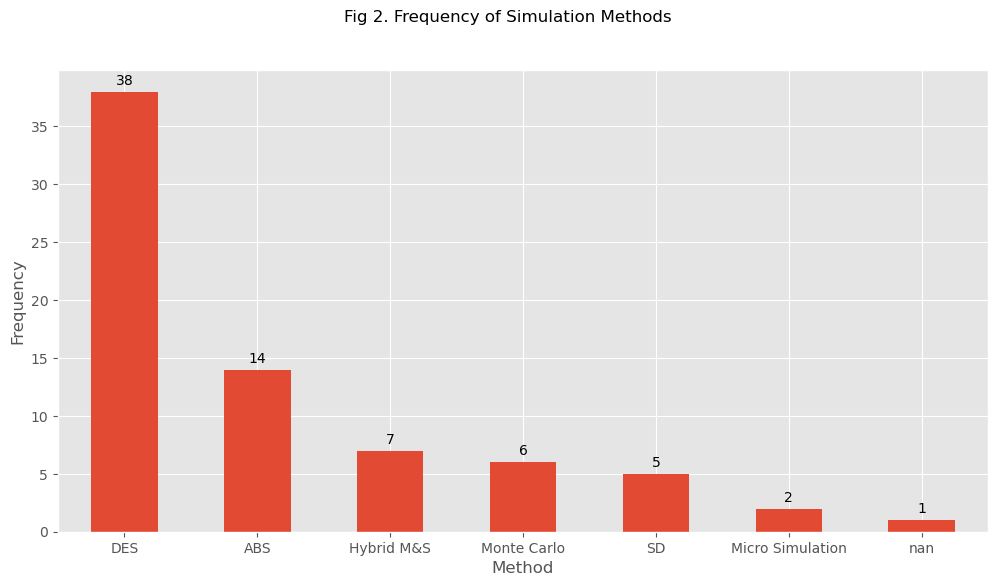 Fig 2. Frequency of Simulation Methods
38
35
30
25
20
15
10
5
0
Frequency
14
7
6
5
2
1
DES
ABS
Hybrid M&S
Monte Carlo
SD
Micro Simulation
nan
Method